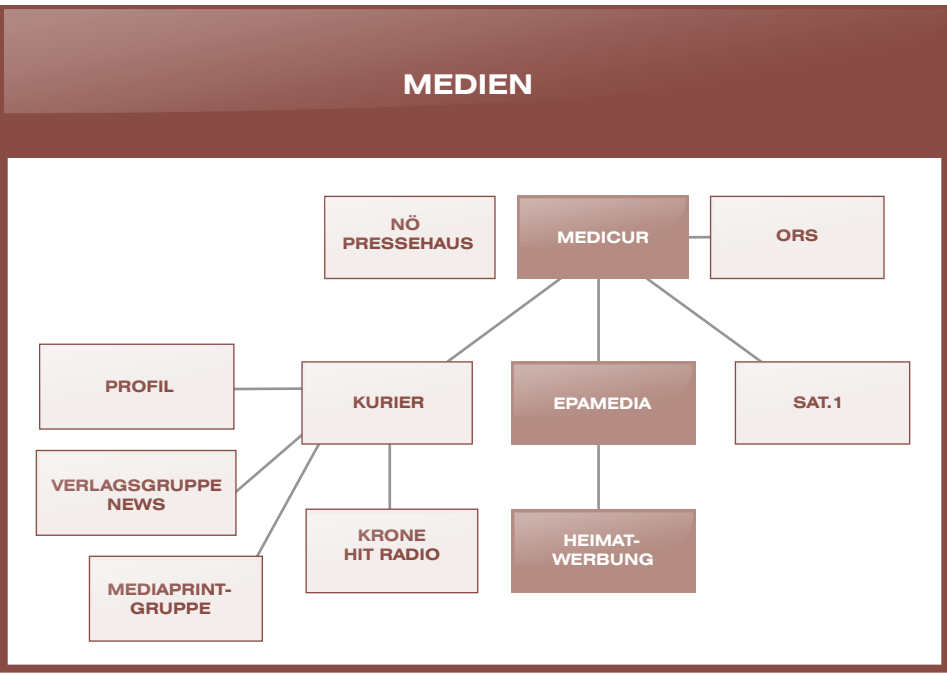 MEDIEN
NÖ
PRESSEHAUS
MEDICUR
ORS
PROFIL
KURIER
EPAMEDIA
SAT.1
VERLAGSGRUPPE
NEWS
KRONE
HIT RADIO
HEIMAT-
WERBUNG
MEDIAPRINT-
GRUPPE